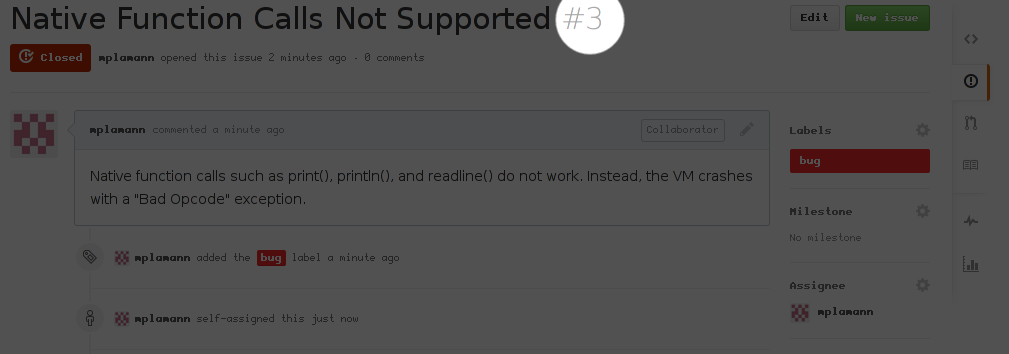 Native Function Calls Not Supported #3
Edit
New issue
Closed
mplamann opened this issue 2 minutes ago · 0 comments
mplamann commented a minute ago
Collaborator
Native function calls such as print(), println(), and readline() do not work. Instead, the VM crashes
with a "Bad Opcode" exception.
mplamann added the bug label a minute ago
mplamann self-assigned this just now
Labels
bug
Milestone
No milestone
Assignee
mplamann